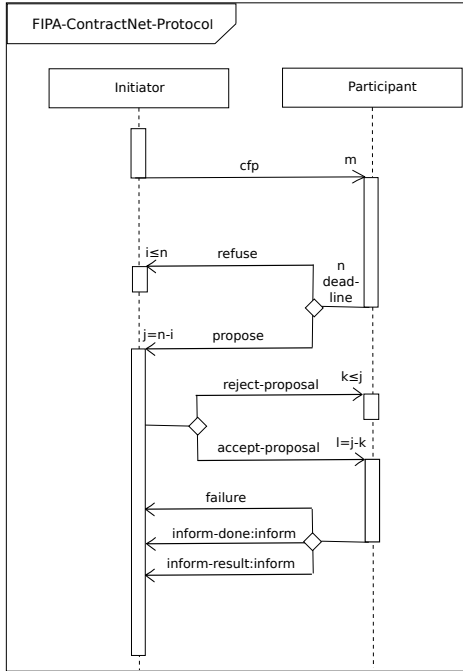 FIPA-ContractNet-Protocol
Initiator
Participant
cfp
m
i≤n
refuse
n
dead-
line
j=n-i
propose
reject-proposal
k≤j
accept-proposal
l=j-k
failure
inform-done:inform
inform-result:inform